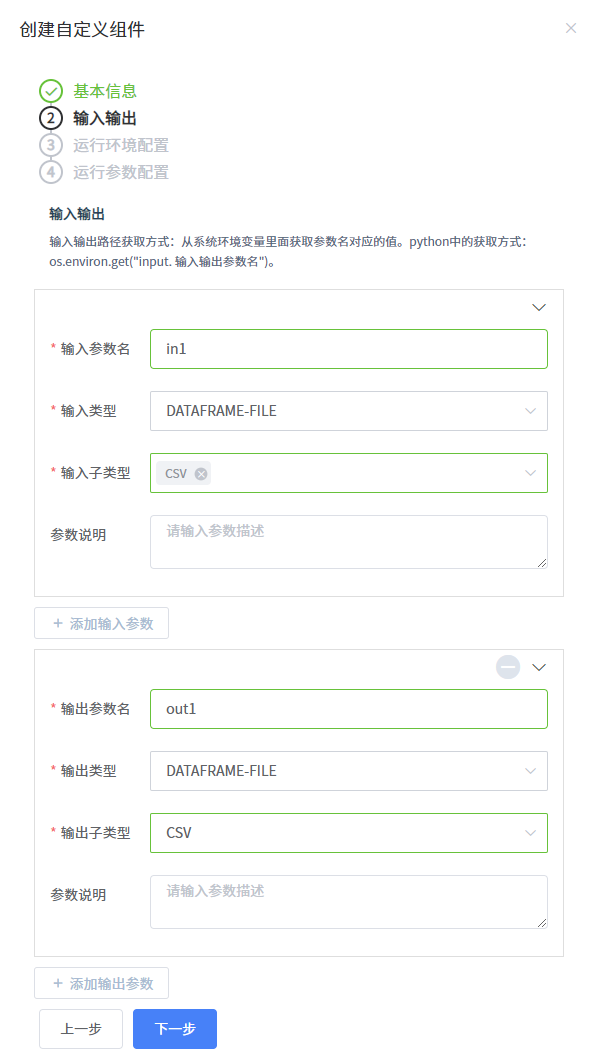 创建自定义组件
基本信息
2 输入输出
3 运行环境配置
4 运行参数配置
输入输出
输入输出路径获取方式：从系统环境变量里面获取参数名对应的值。python中的获取方式：
os.environ.get("input. 输入输出参数名")。
* 输入参数名 in1
* 输入类型 DATAFRAME-FILE
* 输入子类型 CSV
参数说明 请输入参数描述
+ 添加输入参数
* 输出参数名 out1
* 输出类型 DATAFRAME-FILE
* 输出子类型 CSV
参数说明 请输入参数描述
+ 添加输出参数
上一步 下一步